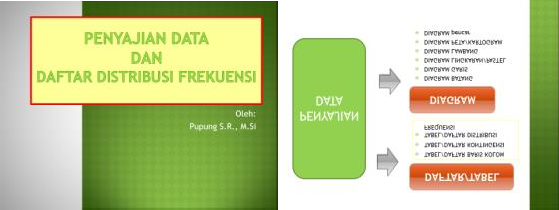 PENYAJIAN DATA
DAN
DAFTAR DISTRIBUSI FREKUENSI
Oleh:
Pupung S.R., M.Si
PENYAJIAN
DATA
DAFTAR/TABEL
TABEL/DAFTAR BARIS KOLOM
TABEL/DAFTAR KONTINGENSI
TABEL/DAFTAR DISTRIBUSI
FREKUENSI
DIAGRAM
DIAGRAM BATANG
DIAGRAM GARIS
DIAGRAM LINGKARAN/PASTEL
DIAGRAM LAMBANG
DIAGRAM PETA/KARTOGRAM
DIAGRAM pencar